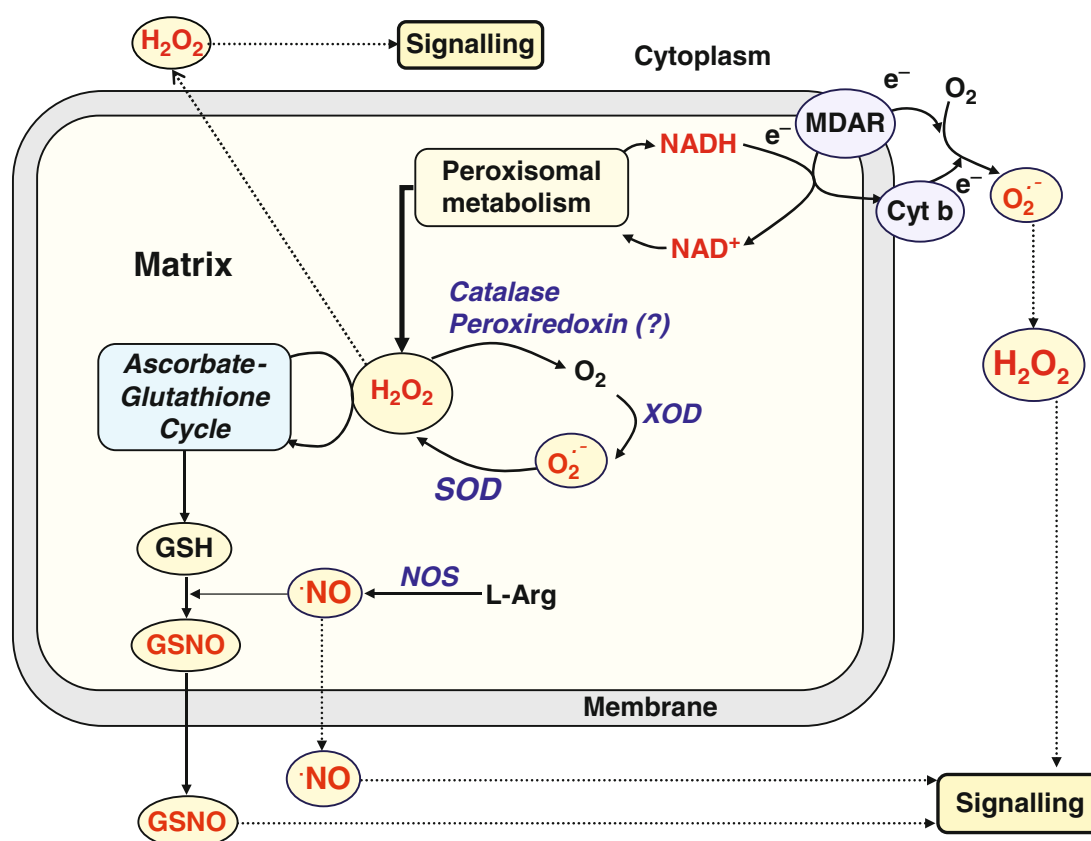 H₂O₂
Signalling
Cytoplasm
e⁻
O₂
MDAR
e⁻
NADH
Peroxisomal
metabolism
e⁻
O₂·⁻
Cyt b
NAD⁺
Matrix
Catalase
Peroxiredoxin (?)
H₂O₂
Ascorbate-
Glutathione
Cycle
H₂O₂
O₂
XOD
O₂·⁻
SOD
GSH
·NO
NOS
L-Arg
GSNO
Membrane
·NO
GSNO
Signalling